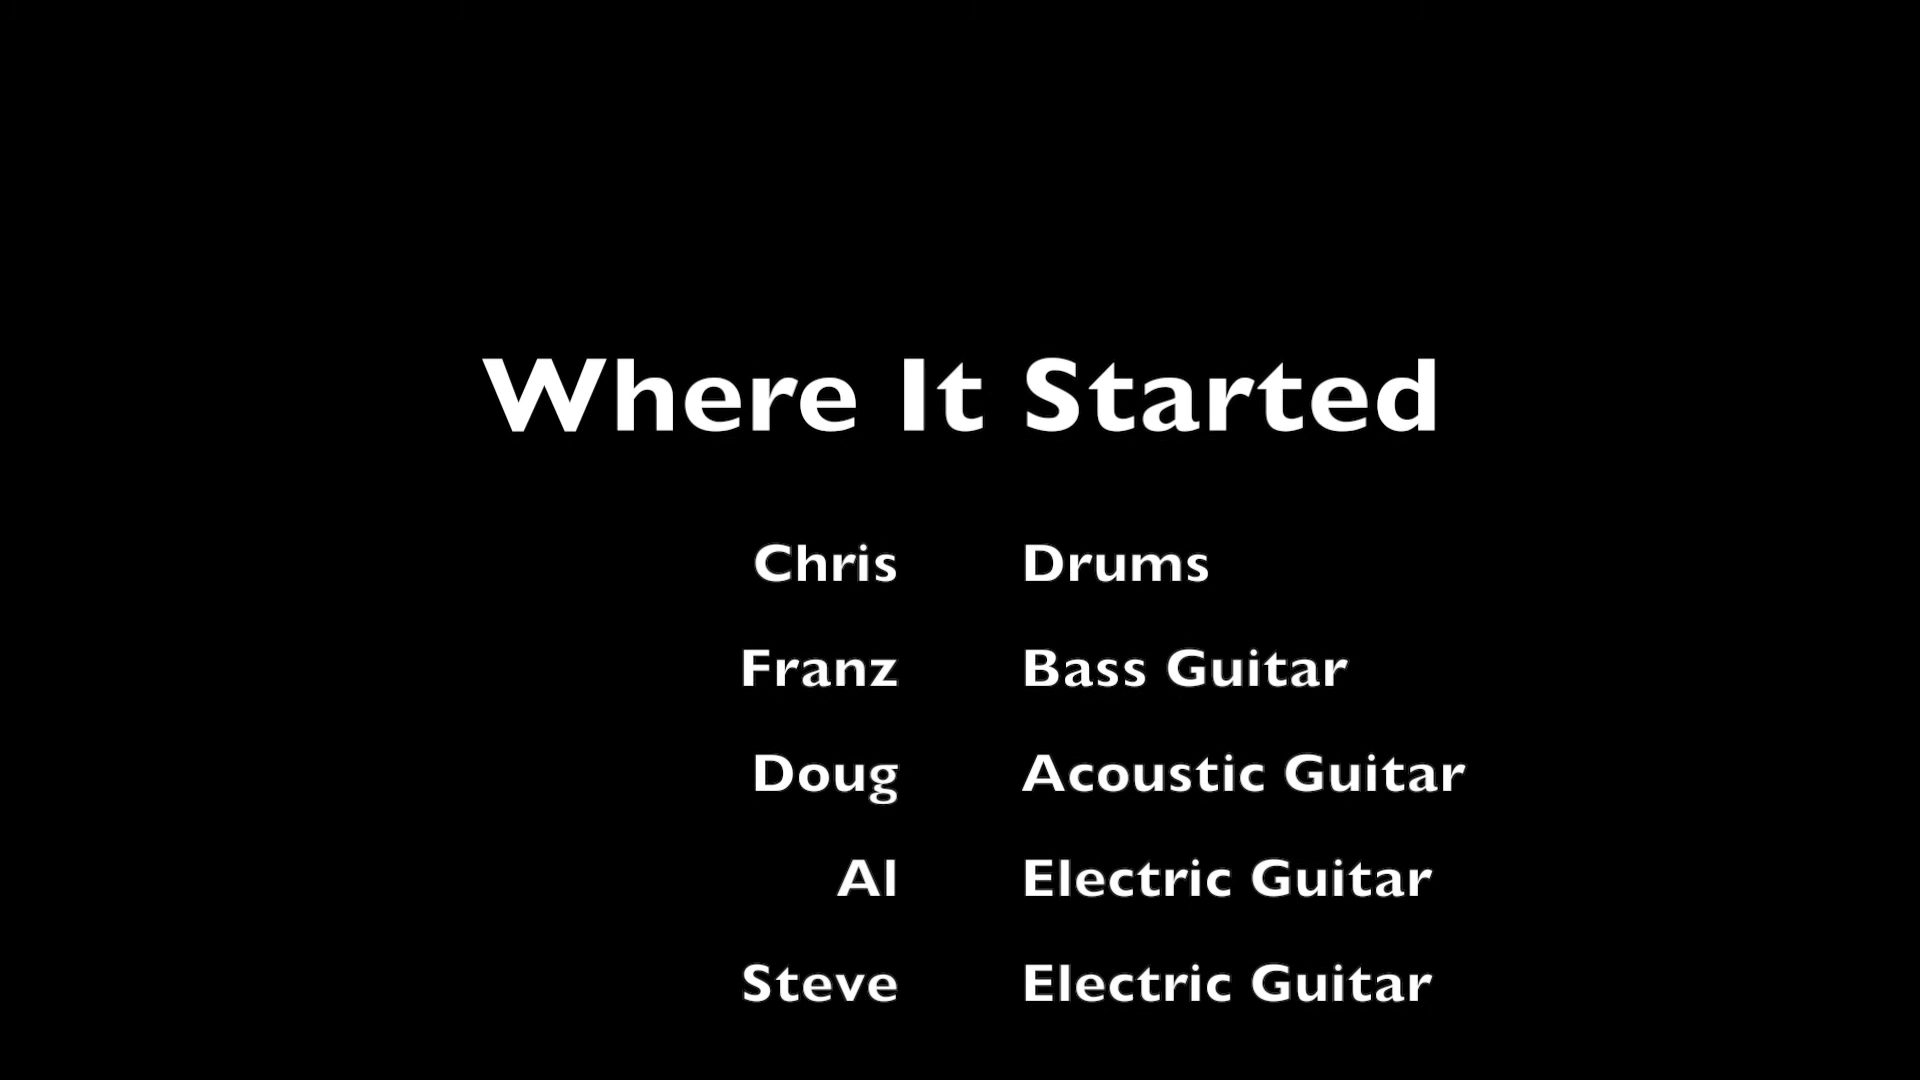 Where It Started
Chris Drums
Franz Bass Guitar
Doug Acoustic Guitar
Al Electric Guitar
Steve Electric Guitar